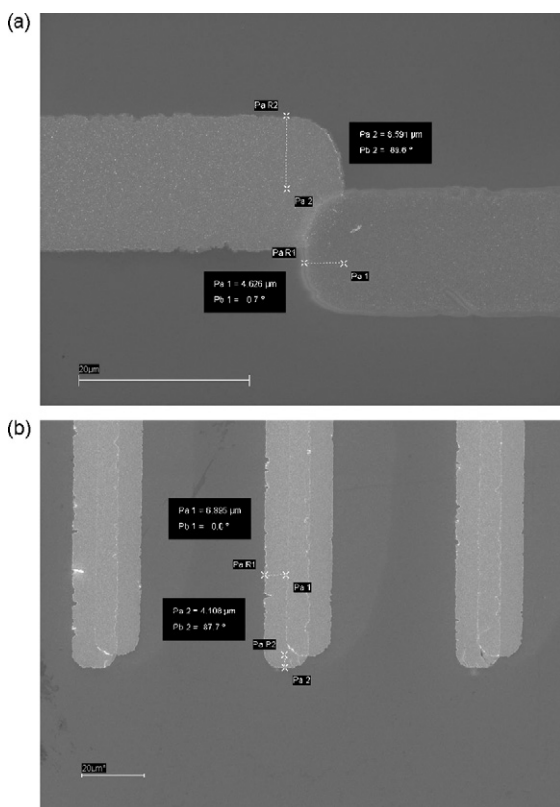 (a)
Pa R2
Pa 2 = 8.591 µm
Pb 2 = 89.6 °
Pa 2
Pa R1
Pa 1
Pa 1 = 4.626 µm
Pb 1 = 0.7 °
20µm
(b)
Pa 1 = 6.895 µm
Pb 1 = 0.0 °
Pa R1
Pa 1
Pa 2 = 4.108 µm
Pb 2 = 87.7 °
Pa R2
Pa 2
20µm*